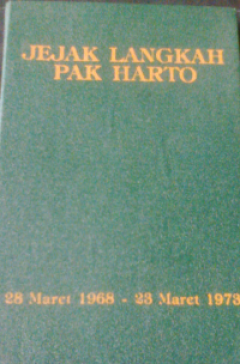 JEJAK LANGKAH
PAK HARTO
28 Maret 1968 - 23 Maret 1973